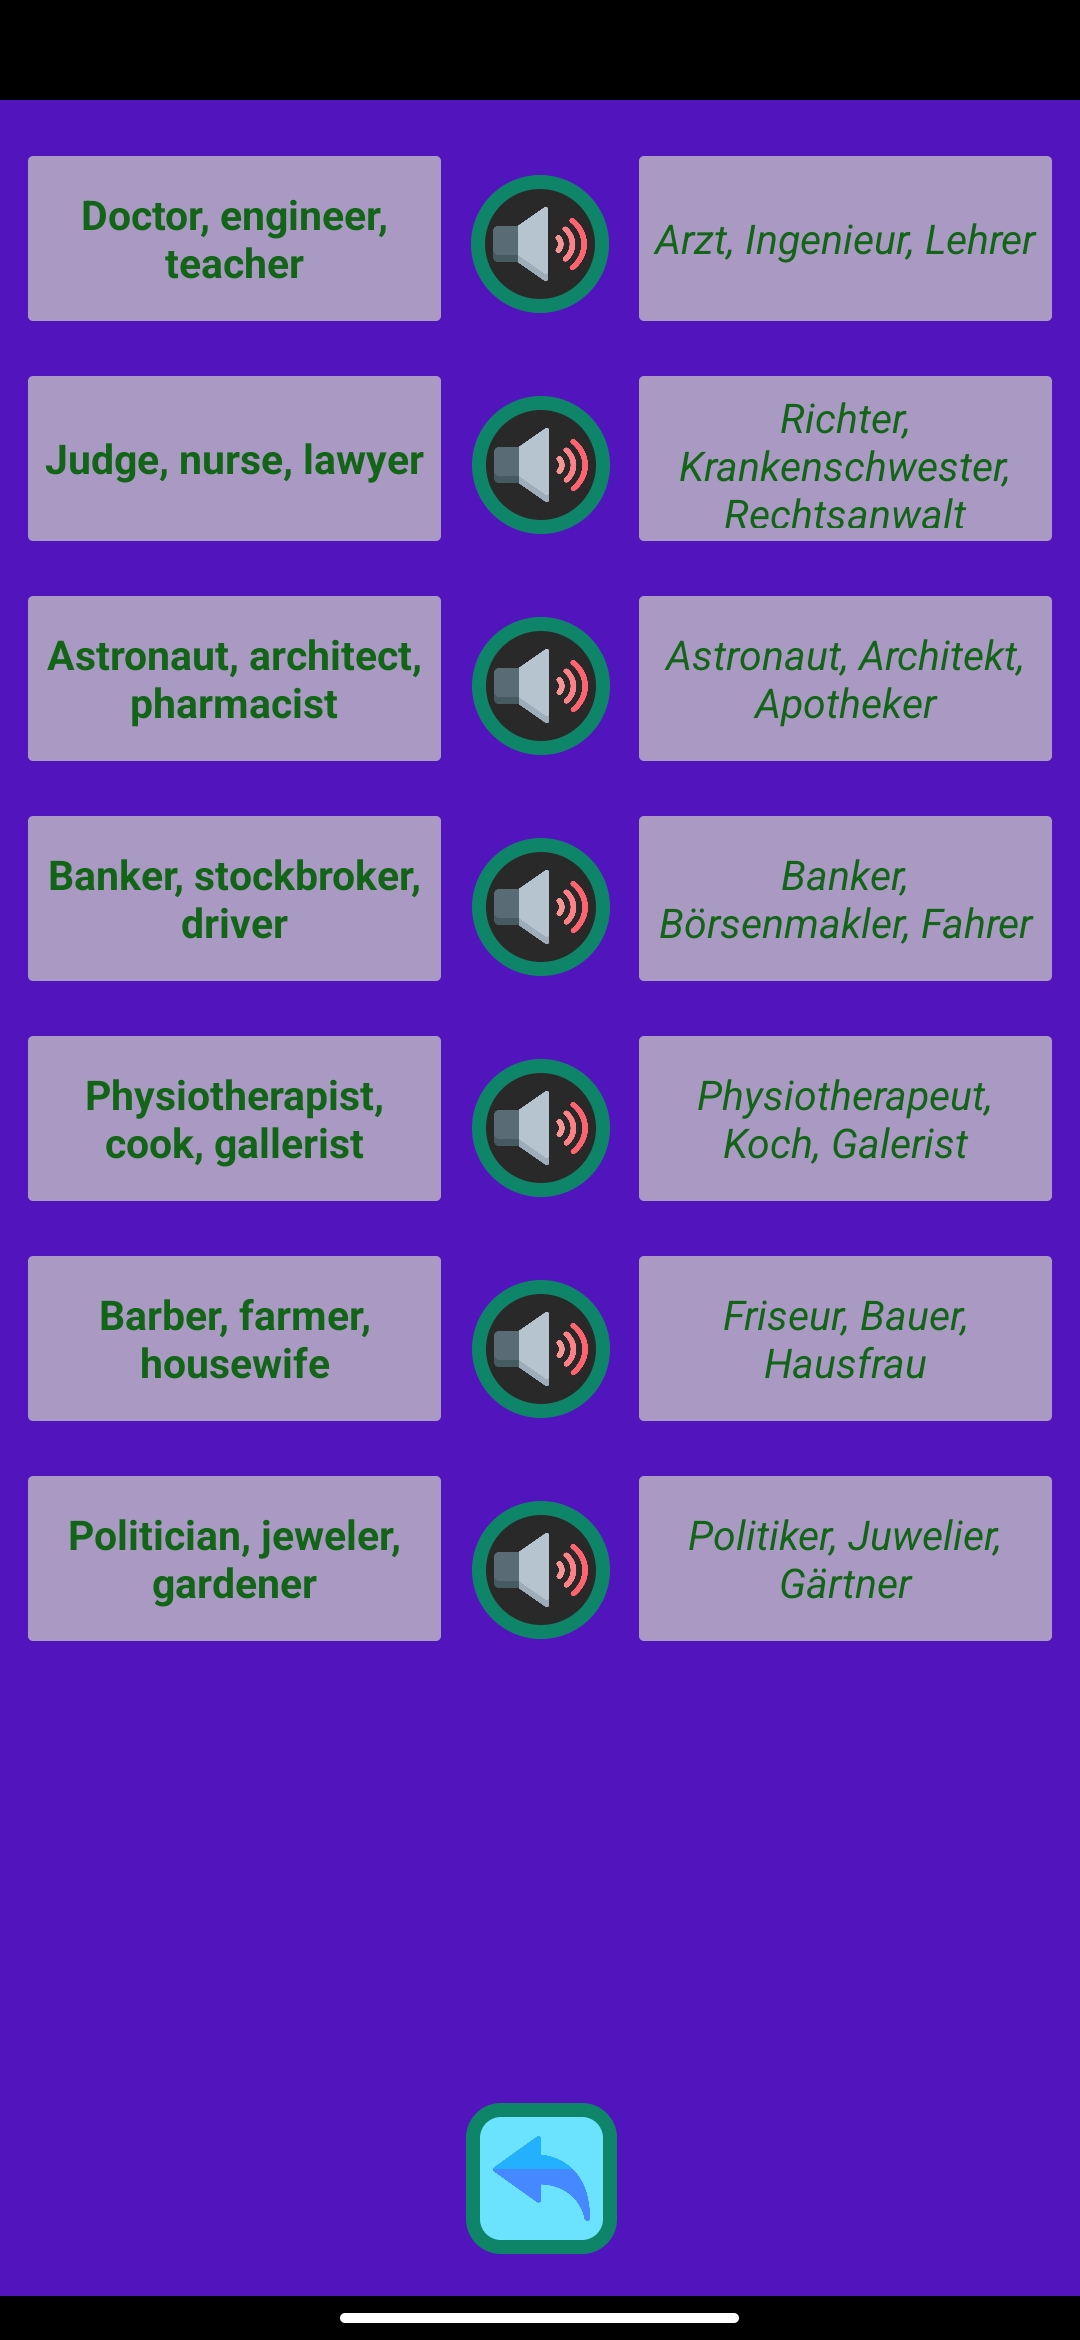 Doctor, engineer,
teacher
Arzt, Ingenieur, Lehrer
Judge, nurse, lawyer
Richter,
Krankenschwester,
Rechtsanwalt
Astronaut, architect,
pharmacist
Astronaut, Architekt,
Apotheker
Banker, stockbroker,
driver
Banker,
Börsenmakler, Fahrer
Physiotherapist,
cook, gallerist
Physiotherapeut,
Koch, Galerist
Barber, farmer,
housewife
Friseur, Bauer,
Hausfrau
Politician, jeweler,
gardener
Politiker, Juwelier,
Gärtner